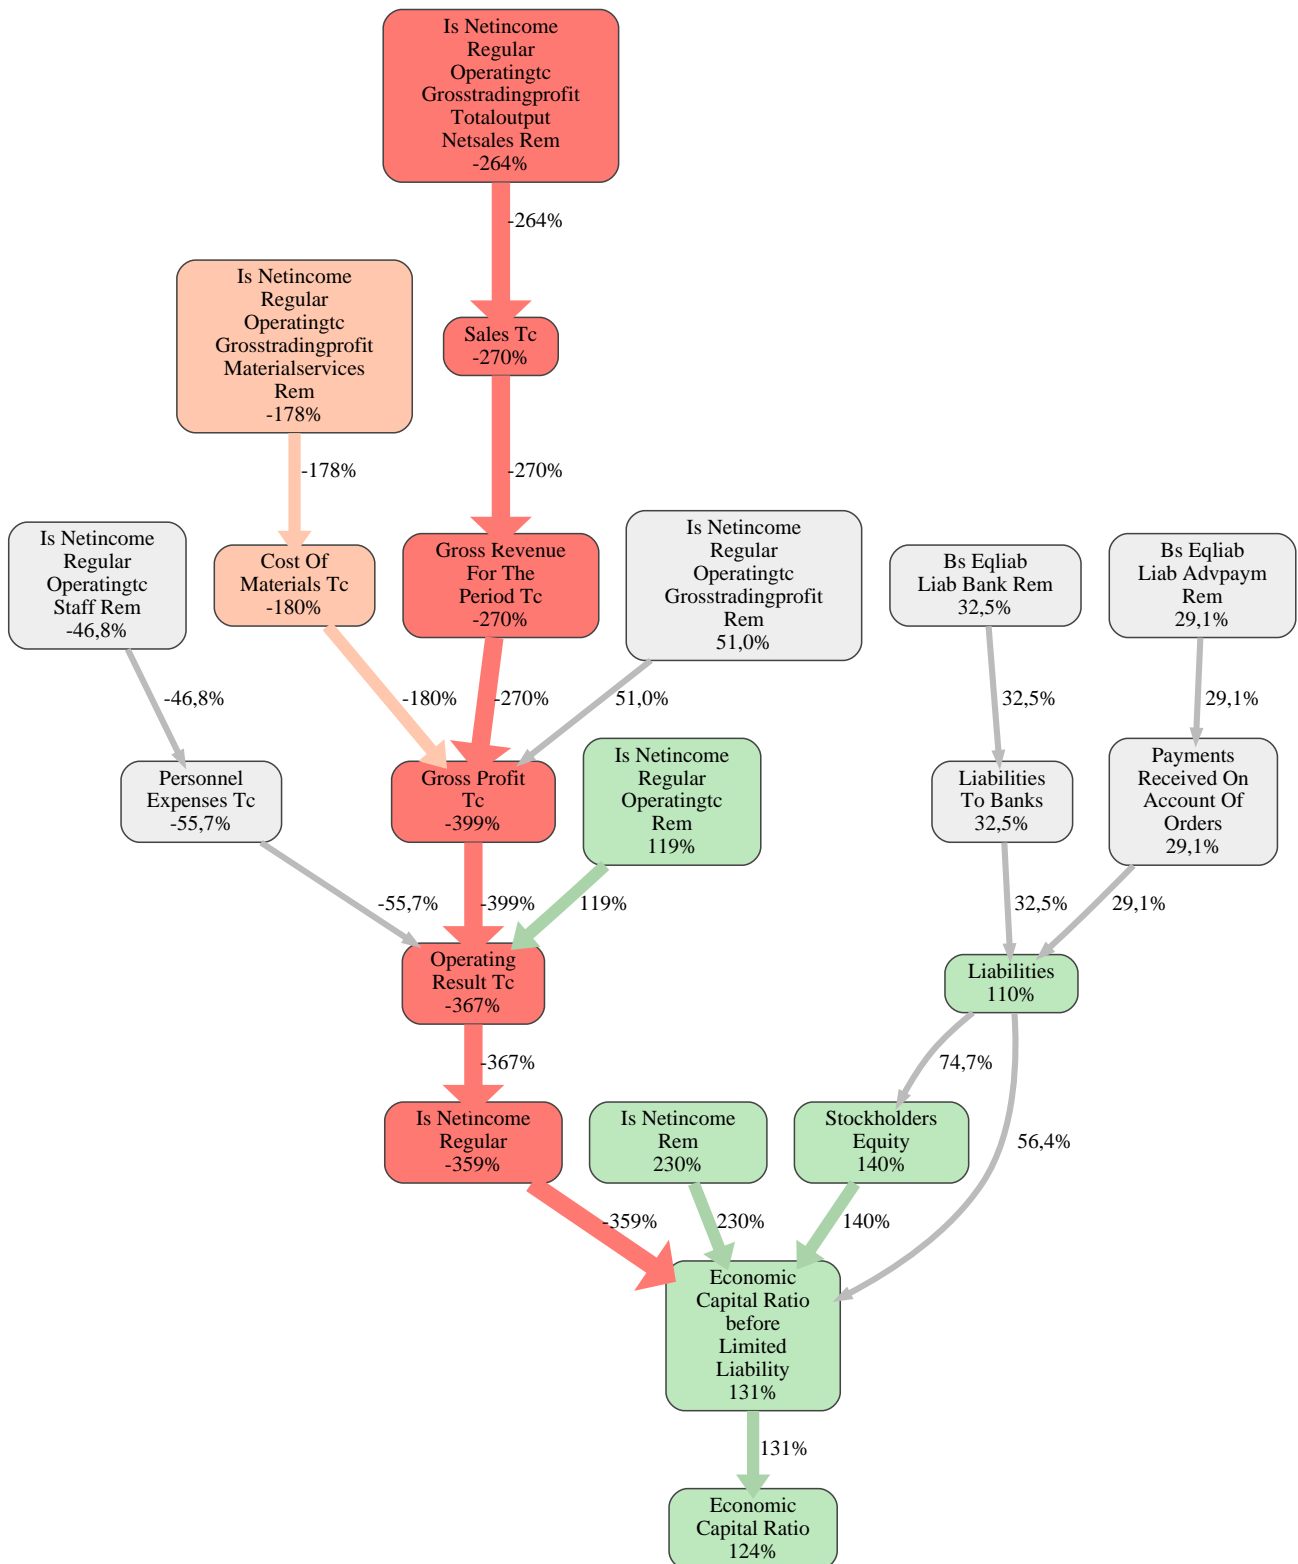 Is Netincome
Regular
Operatingtc
Grosstradingprofit
Totaloutput
Netsales Rem
-264%
-264%
Is Netincome
Regular
Operatingtc
Grosstradingprofit
Materialservices
Rem
-178%
Sales Tc
-270%
-178%
-270%
Is Netincome
Regular
Operatingtc
Staff Rem
-46,8%
Cost Of
Materials Tc
-180%
Gross Revenue
For The
Period Tc
-270%
Is Netincome
Regular
Operatingtc
Grosstradingprofit
Rem
51,0%
Bs Eqliab
Liab Bank Rem
32,5%
Bs Eqliab
Liab Advpaym
Rem
29,1%
-46,8%
-180%
-270%
51,0%
32,5%
29,1%
Personnel
Expenses Tc
-55,7%
Gross Profit
Tc
-399%
Is Netincome
Regular
Operatingtc
Rem
119%
Liabilities
To Banks
32,5%
Payments
Received On
Account Of
Orders
29,1%
-55,7%
-399%
119%
32,5%
29,1%
Operating
Result Tc
-367%
Liabilities
110%
-367%
74,7%
56,4%
Is Netincome
Regular
-359%
Is Netincome
Rem
230%
Stockholders
Equity
140%
-359%
230%
140%
Economic
Capital Ratio
before
Limited
Liability
131%
131%
Economic
Capital Ratio
124%